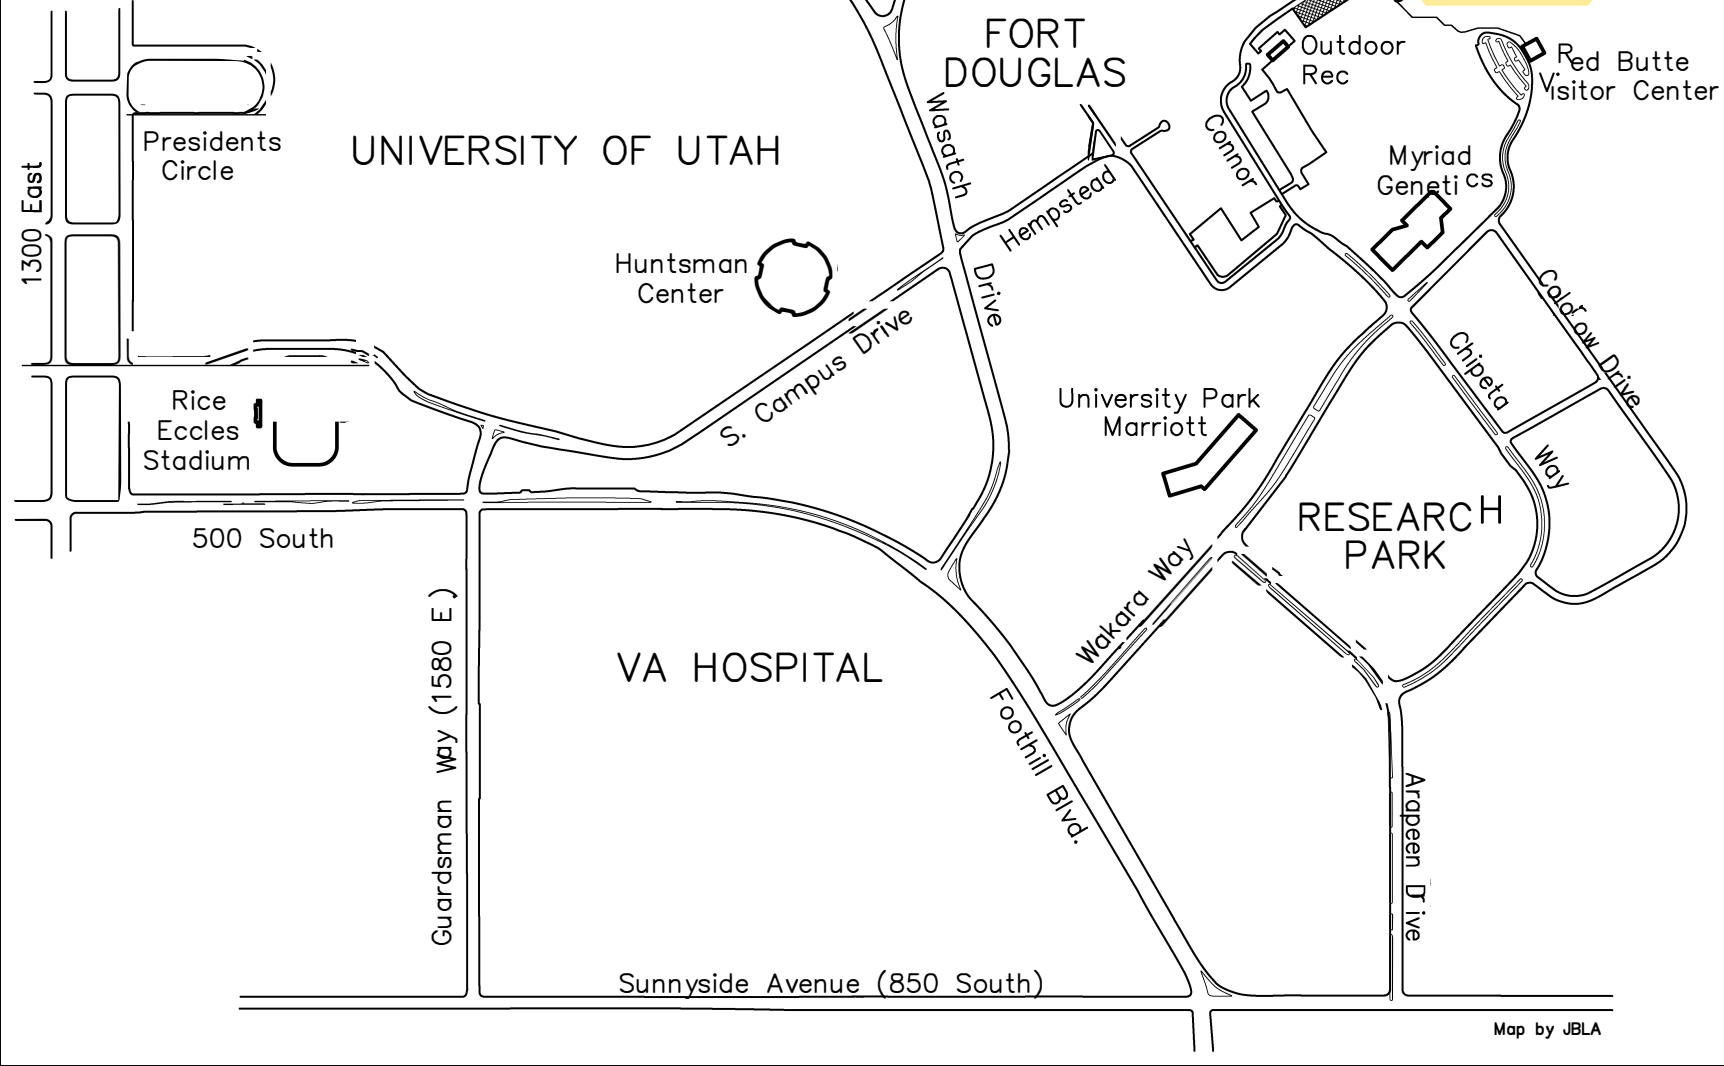 FORT
DOUGLAS
Outdoor
Rec
Red Butte
Visitor Center
Presidents
Circle
UNIVERSITY OF UTAH
Wasatch
Connor
Myriad
Genetics
1300 East
Hempstead
Huntsman
Center
Drive
Colorow Drive
S. Campus Drive
Chipeta
University Park
Marriott
Rice
Eccles
Stadium
Way
RESEARCH
PARK
500 South
Wakara Way
Guardsman Way (1580 E)
VA HOSPITAL
Foothill Blvd.
Arapeen Drive
Sunnyside Avenue (850 South)
Map by JBLA